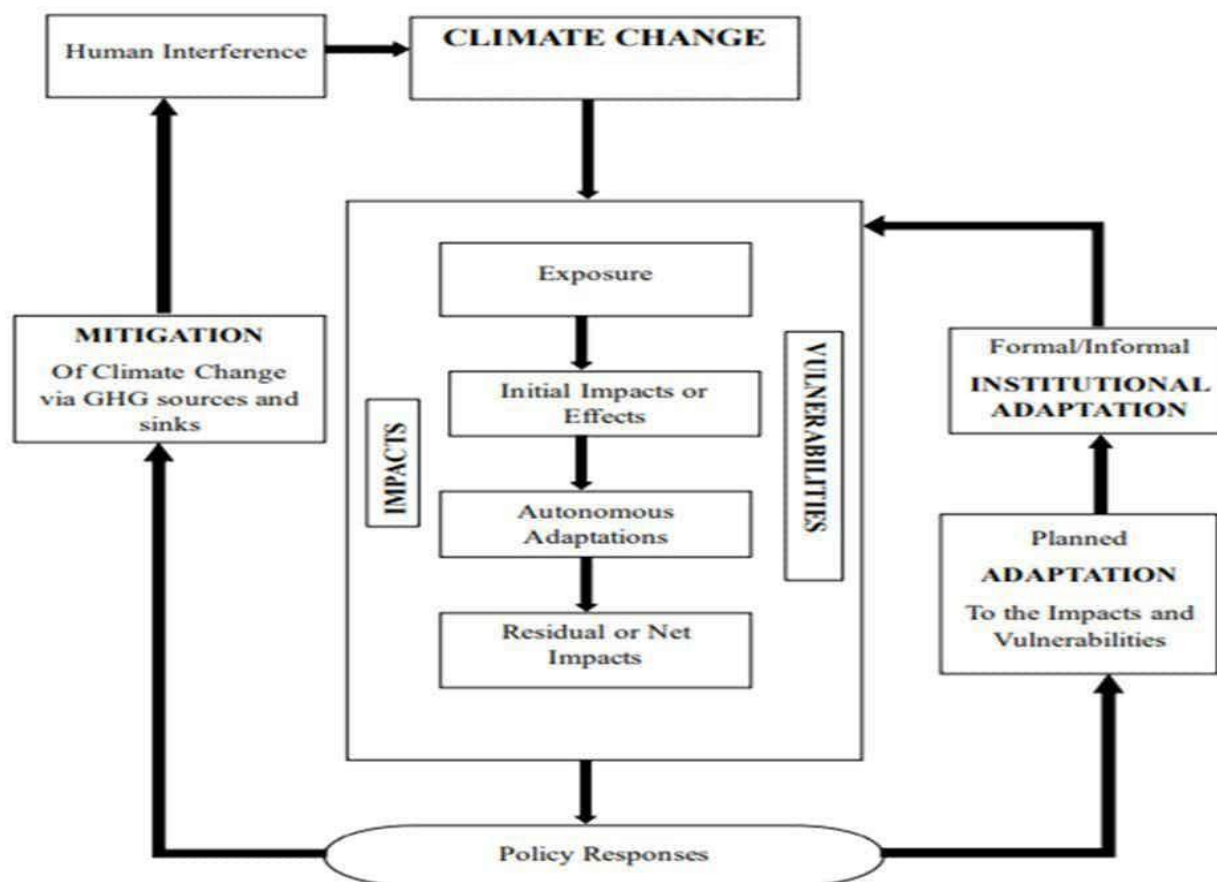 Human Interference
CLIMATE CHANGE
Exposure
MITIGATION
Of Climate Change
via GHG sources and
sinks
Initial Impacts or
Effects
IMPACTS
VULNERABILITIES
Formal/Informal
INSTITUTIONAL
ADAPTATION
Autonomous
Adaptations
Planned
ADAPTATION
To the Impacts and
Vulnerabilities
Residual or Net
Impacts
Policy Responses